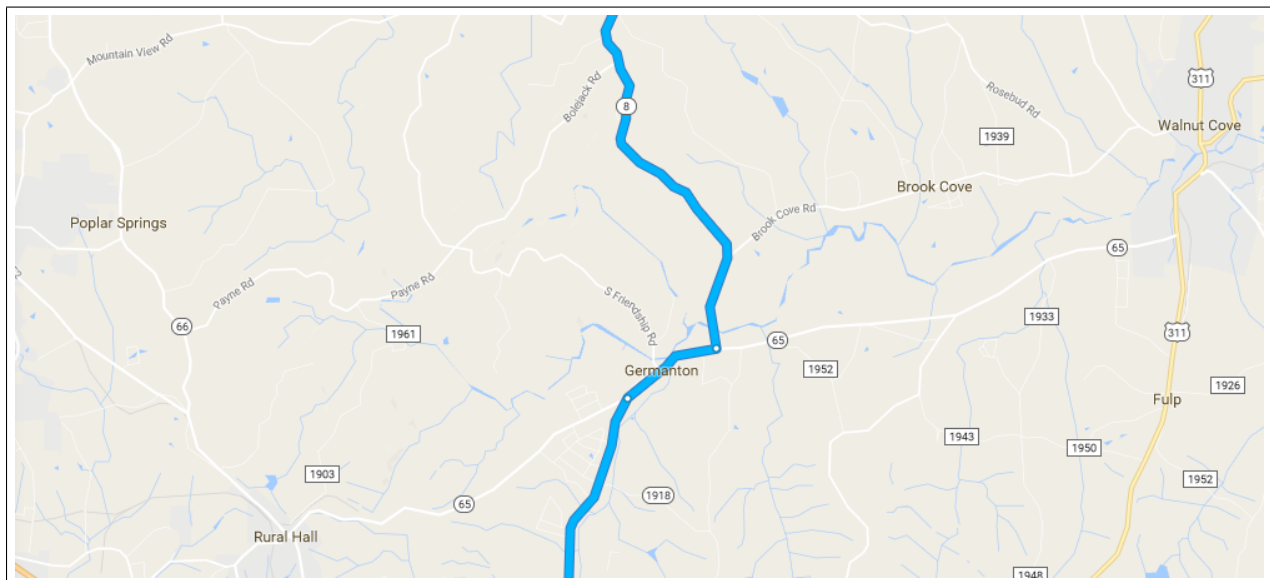 Mountain View Rd
Bolejack Rd
8
311
Rosebud Rd
Walnut Cove
1939
Brook Cove
Poplar Springs
Brook Cove Rd
65
Payne Rd
Payne Rd
S Friendship Rd
66
1961
1933
311
65
1952
Germanton
1926
Fulp
1943
1950
1903
1952
65
1918
Rural Hall
1948